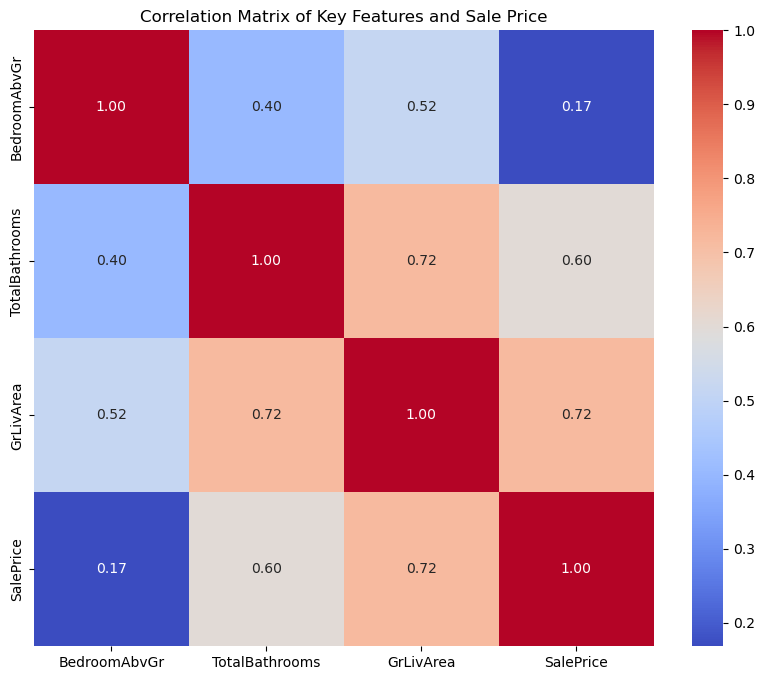 Correlation Matrix of Key Features and Sale Price
BedroomAbvGr
1.00 0.40 0.52 0.17
TotalBathrooms
0.40 1.00 0.72 0.60
GrLivArea
0.52 0.72 1.00 0.72
SalePrice
0.17 0.60 0.72 1.00
BedroomAbvGr TotalBathrooms GrLivArea SalePrice
1.0
0.9
0.8
0.7
0.6
0.5
0.4
0.3
0.2